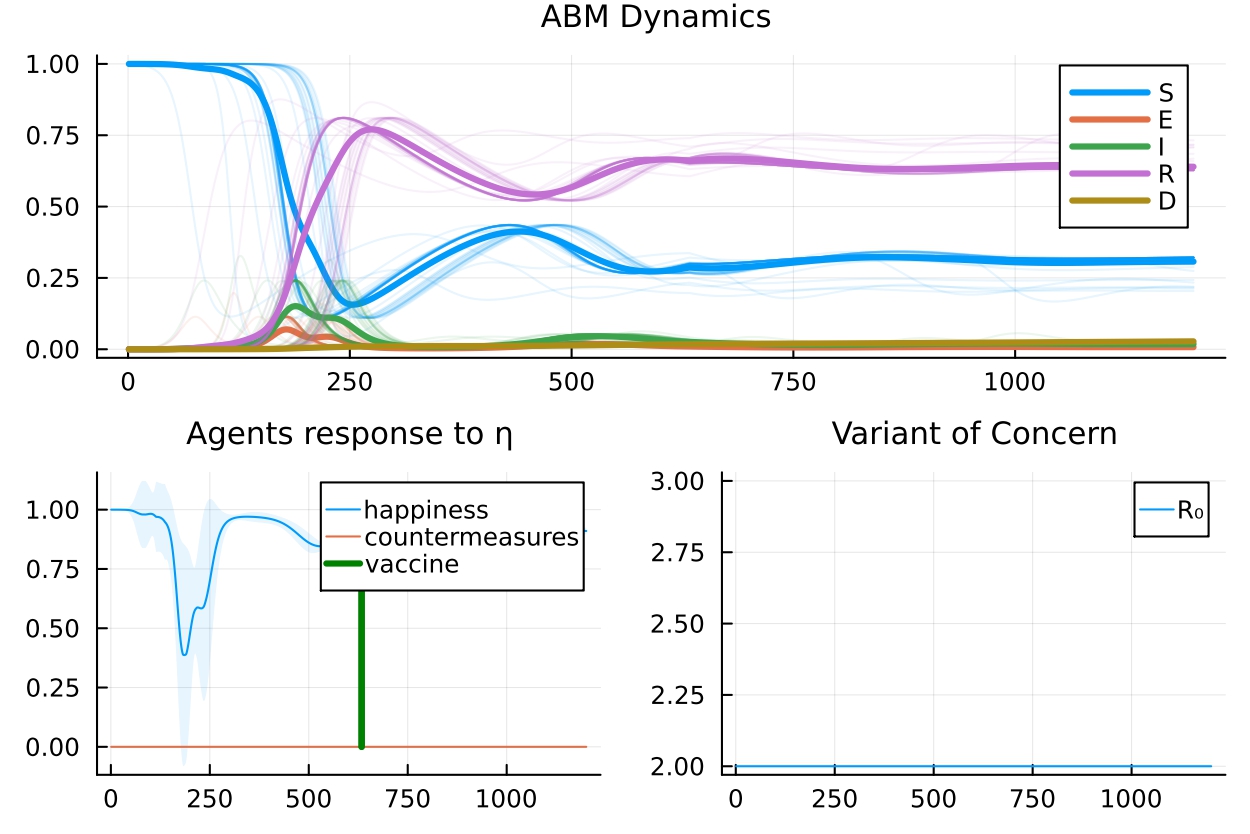 ABM Dynamics
1.00
0.75
0.50
0.25
0.00
S
E
I
R
D
0 250 500 750 1000
Agents response to η
1.00
0.75
0.50
0.25
0.00
happiness
countermeasures
vaccine
0 250 500 750 1000
Variant of Concern
3.00
2.75
2.50
2.25
2.00
R₀
0 250 500 750 1000